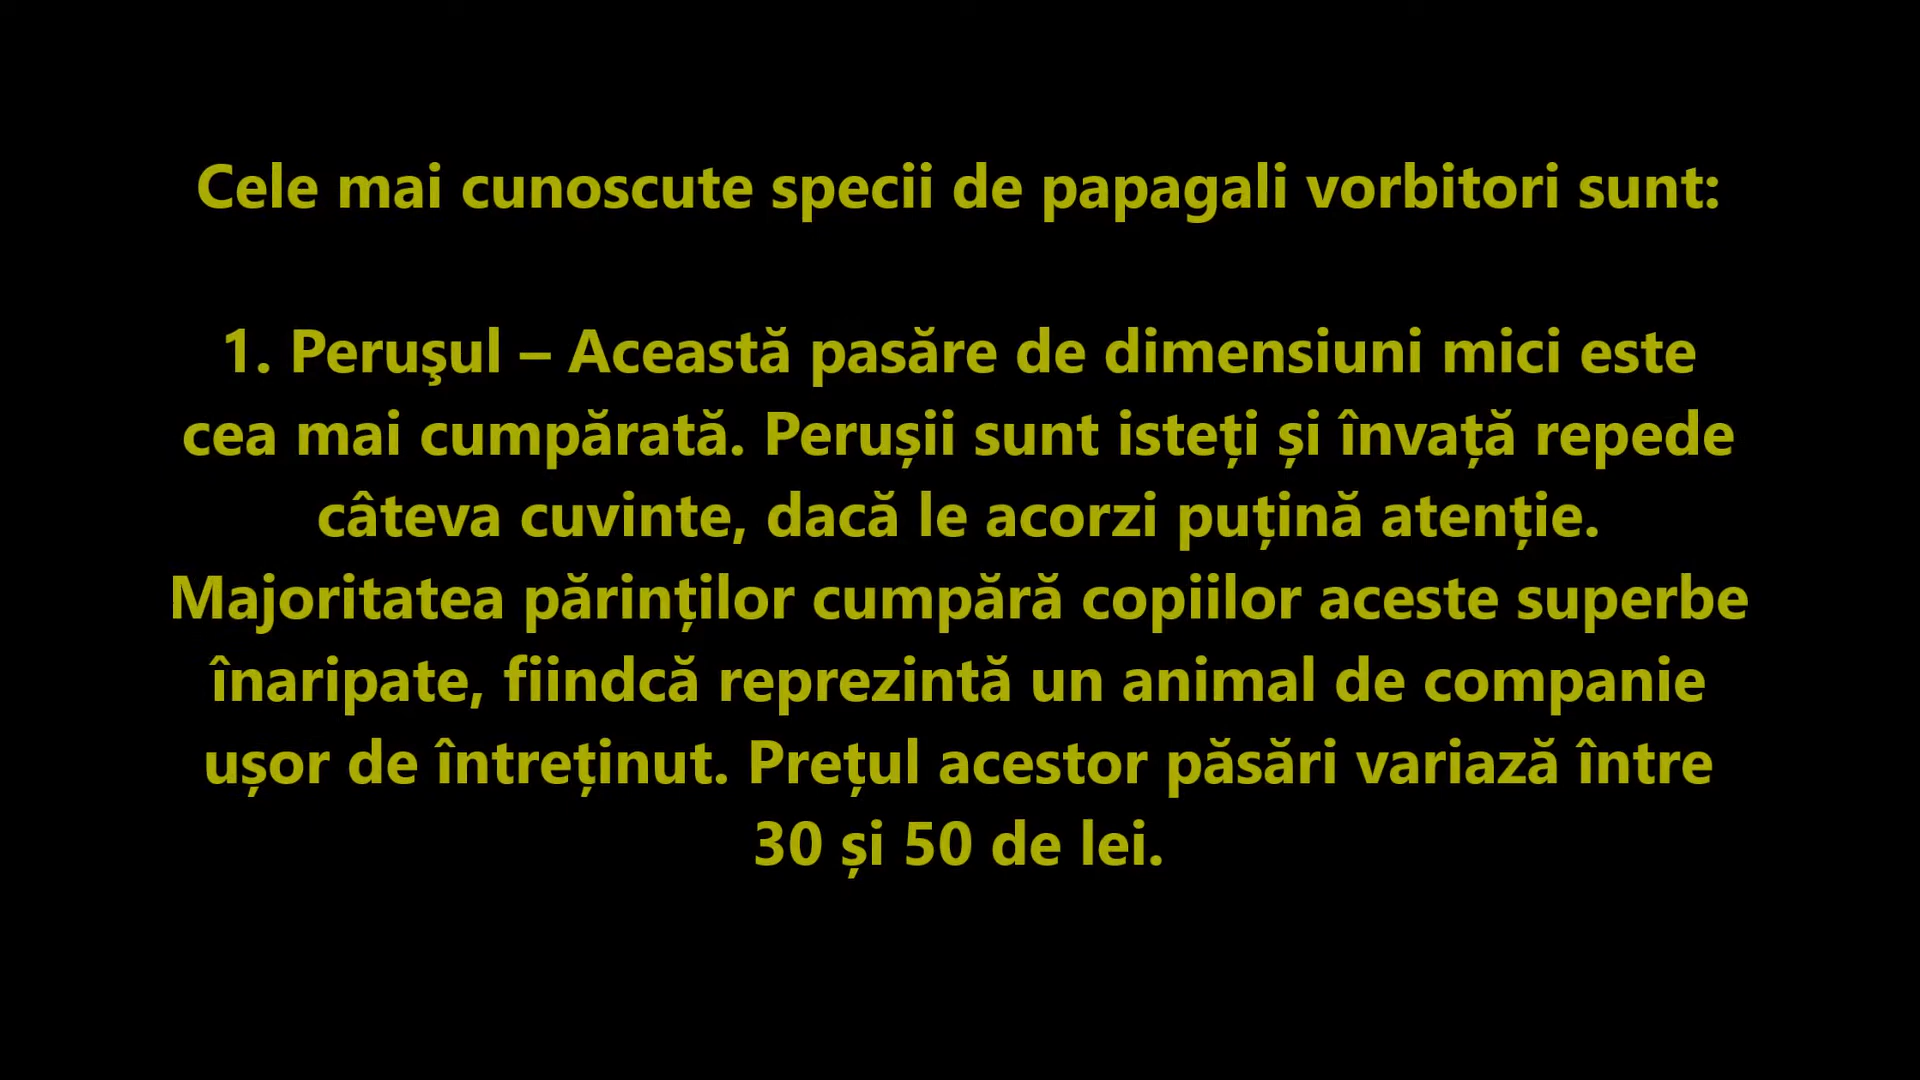 Cele mai cunoscute specii de papagali vorbitori sunt:
1. Peruşul – Această pasăre de dimensiuni mici este
cea mai cumpărată. Perușii sunt isteți și învață repede
câteva cuvinte, dacă le acorzi puțină atenție.
Majoritatea părinților cumpără copiilor aceste superbe
înaripate, fiindcă reprezintă un animal de companie
ușor de întreținut. Prețul acestor păsări variază între
30 și 50 de lei.